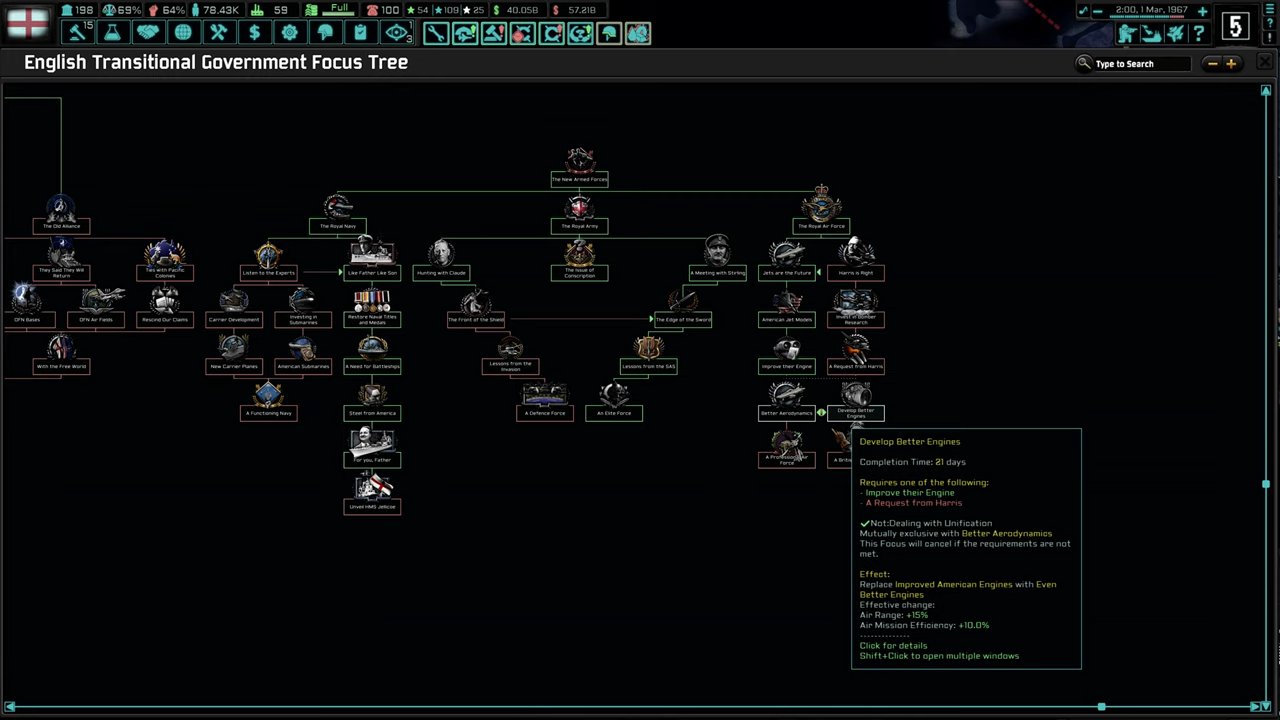 198 69% 64% 78.43K 59 Full 100 54 109 25 40.05B 57.21B
2:00, 1 Mar, 1967
5
15
3
English Transitional Government Focus Tree
Type to Search
The New Armed Forces
The Old Alliance
The Royal Navy
The Royal Army
The Royal Air Force
They Said They Will Return
Ties with Pacific Colonies
Listen to the Experts
Like Father Like Son
Hunting with Claude
The Issue of Conscription
A Meeting with Stirling
Jets are the Future
Harris is Right
OFN Bases
OFN Air Fields
Rescind Our Claims
Carrier Development
Investing in Submarines
Restore Naval Titles and Medals
The Front of the Shield
The Edge of the Sword
American Jet Models
Invest in Bomber Research
With the Free World
New Carrier Planes
American Submarines
A Need for Battleships
Lessons from the Invasion
Lessons from the SAS
Improve their Engine
A Request from Harris
A Functioning Navy
Steel from America
A Defence Force
An Elite Force
Better Aerodynamics
Develop Better Engines
For you, Father
A Professional Air Force
A Brit
Unveil HMS Jellicoe
Develop Better Engines
Completion Time: 21 days
Requires one of the following:
- Improve their Engine
- A Request from Harris
Not:Dealing with Unification
Mutually exclusive with Better Aerodynamics
This Focus will cancel if the requirements are not
met.
Effect:
Replace Improved American Engines with Even
Better Engines
Effective change:
Air Range: +15%
Air Mission Efficiency: +10.0%
--------------
Click for details
Shift+Click to open multiple windows